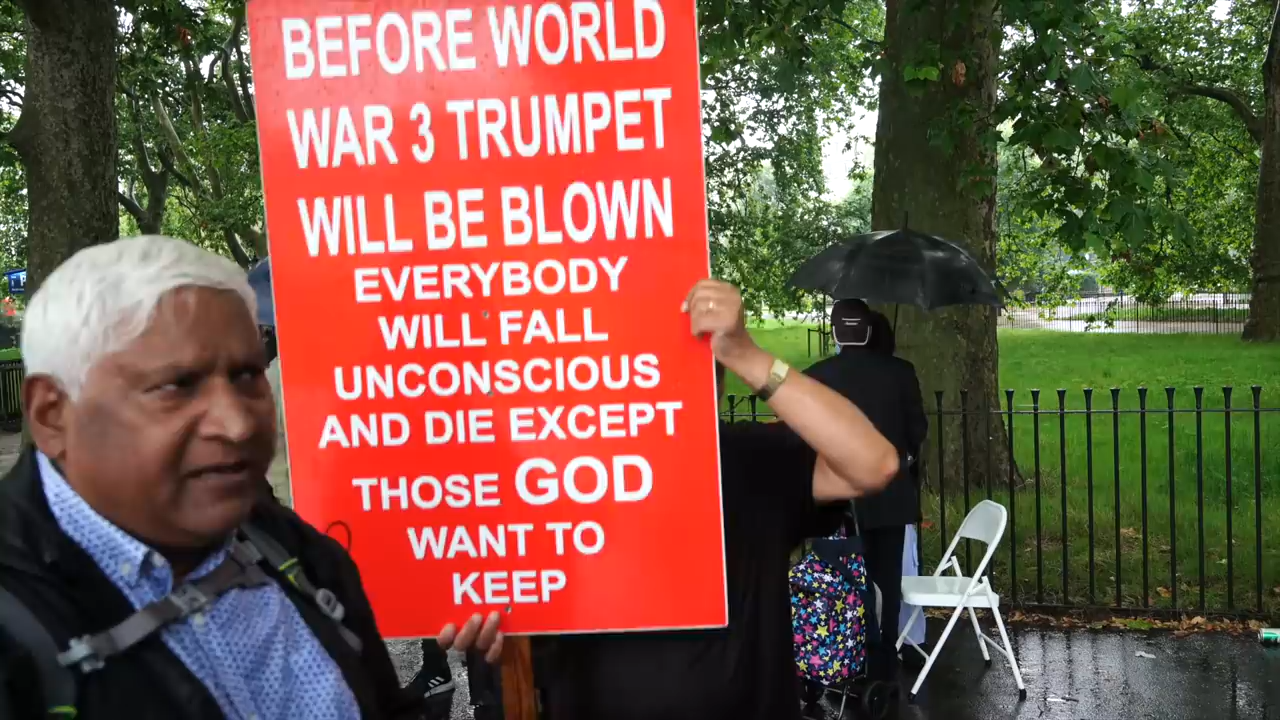 BEFORE WORLD
WAR 3 TRUMPET
WILL BE BLOWN
EVERYBODY
WILL FALL
UNCONSCIOUS
AND DIE EXCEPT
THOSE GOD
WANT TO
KEEP